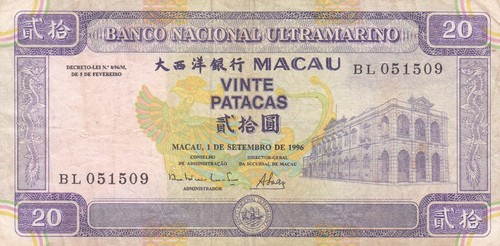 貳拾 BANCO NACIONAL ULTRAMARINO 20
DECRETO-LEI N.º 8/96/M,
DE 5 DE FEVEREIRO
大西洋銀行 MACAU
BL 051509
VINTE
PATACAS
貳拾圓
MACAU, 1 DE SETEMBRO DE 1996
CONSELHO
DE ADMINISTRAÇÃO
DIRECTOR-GERAL
DA SUCURSAL DE MACAU
BL 051509
ADMINISTRADOR
20 貳拾